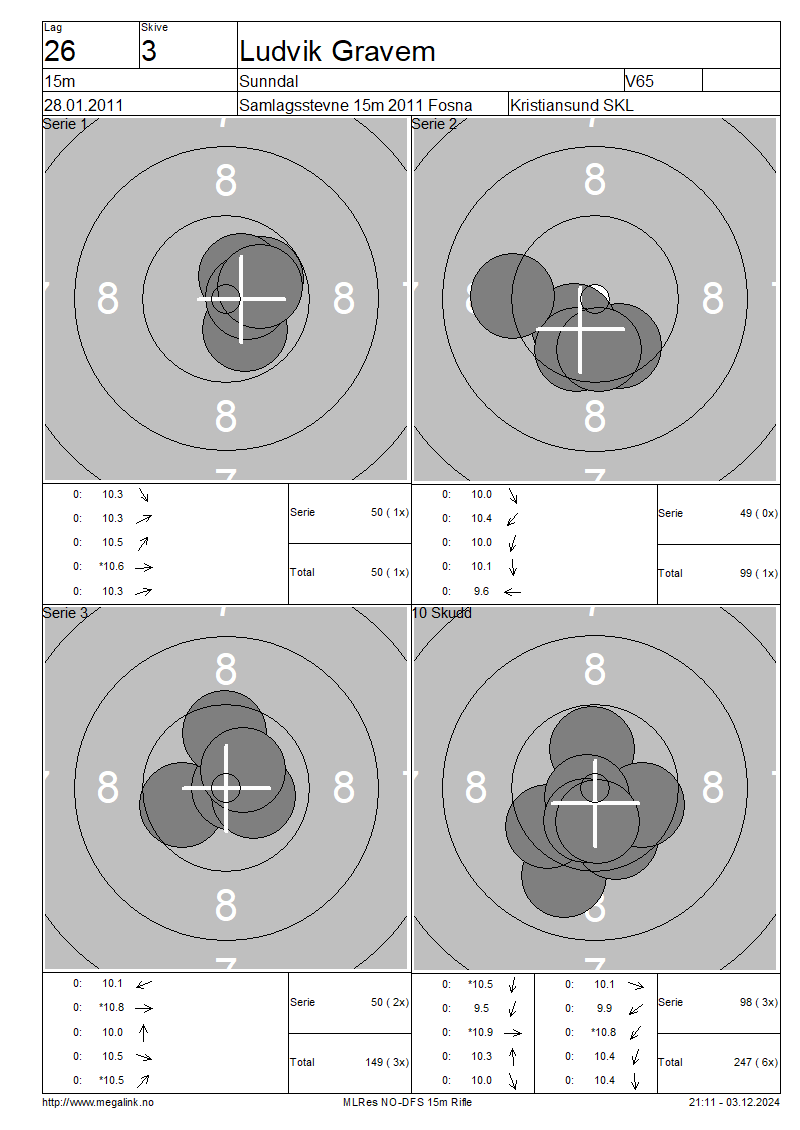 Lag
Skive
26
3
Ludvik Gravem
15m
Sunndal
V65
28.01.2011
Samlagsstevne 15m 2011 Fosna
Kristiansund SKL
Serie 1
7
8
8
8
8
7
Serie 2
7
7
8
8
8
8
7
0: 10.3
0: 10.3
0: 10.5
0: *10.6
0: 10.3
Serie 50 ( 1x)
Total 50 ( 1x)
0: 10.0
0: 10.4
0: 10.0
0: 10.1
0: 9.6
Serie 49 ( 0x)
Total 99 ( 1x)
Serie 3
7
8
8
8
8
7
10 Skudd
7
7
8
8
8
8
7
0: 10.1
0: *10.8
0: 10.0
0: 10.5
0: *10.5
Serie 50 ( 2x)
Total 149 ( 3x)
0: *10.5
0: 9.5
0: *10.9
0: 10.3
0: 10.0
0: 10.1
0: 9.9
0: *10.8
0: 10.4
0: 10.4
Serie 98 ( 3x)
Total 247 ( 6x)
http://www.megalink.no
MLRes NO-DFS 15m Rifle
21:11 - 03.12.2024